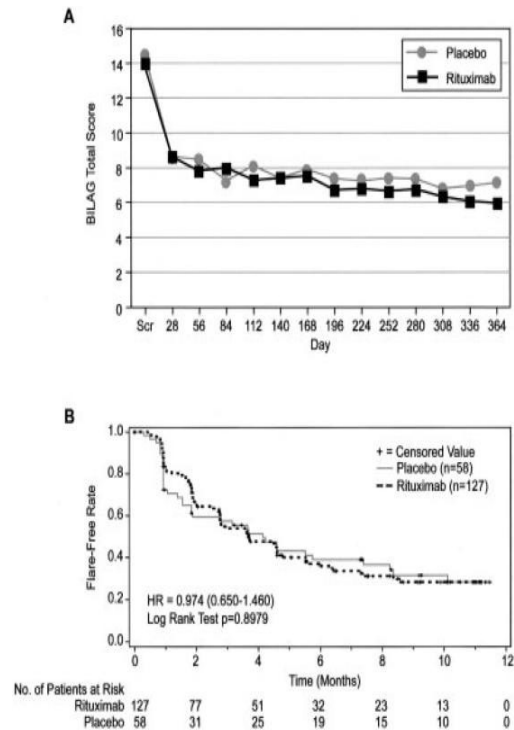 A
16
14
12
10
8
6
4
2
0
BILAG Total Score
Placebo
Rituximab
Scr 28 56 84 112 140 168 196 224 252 280 308 336 364
Day
B
1.0
0.8
0.6
0.4
0.2
0.0
Flare-Free Rate
+ = Censored Value
Placebo (n=58)
Rituximab (n=127)
HR = 0.974 (0.650-1.460)
Log Rank Test p=0.8979
0 2 4 6 8 10 12
Time (Months)
No. of Patients at Risk
Rituximab 127 77 51 32 23 13 0
Placebo 58 31 25 19 15 10 0